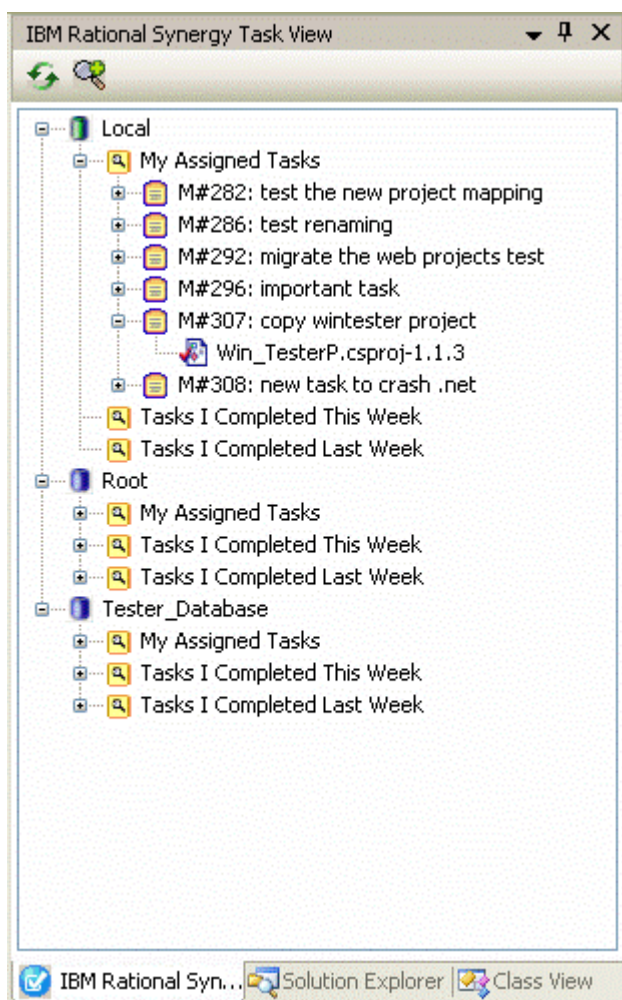 IBM Rational Synergy Task View
Local
My Assigned Tasks
M#282: test the new project mapping
M#286: test renaming
M#292: migrate the web projects test
M#296: important task
M#307: copy wintester project
Win_TesterP.csproj-1.1.3
M#308: new task to crash .net
Tasks I Completed This Week
Tasks I Completed Last Week
Root
My Assigned Tasks
Tasks I Completed This Week
Tasks I Completed Last Week
Tester_Database
My Assigned Tasks
Tasks I Completed This Week
Tasks I Completed Last Week
IBM Rational Syn... Solution Explorer Class View